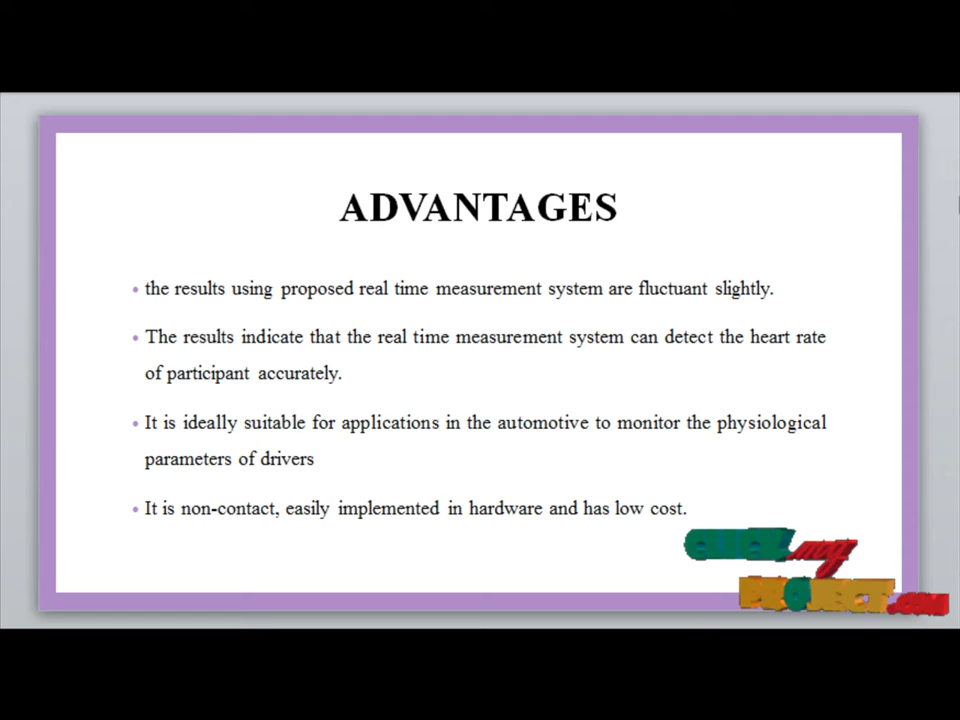 ADVANTAGES
• the results using proposed real time measurement system are fluctuant slightly.
• The results indicate that the real time measurement system can detect the heart rate
of participant accurately.
• It is ideally suitable for applications in the automotive to monitor the physiological
parameters of drivers
• It is non-contact, easily implemented in hardware and has low cost.
my
PROJECT.COM